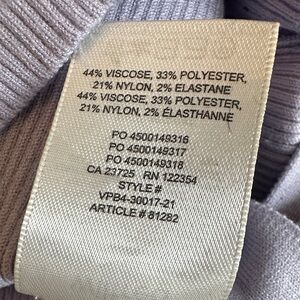 44% VISCOSE, 33% POLYESTER,
21% NYLON, 2% ELASTANE
44% VISCOSE, 33% POLYESTER,
21% NYLON, 2% ÉLASTHANNE
PO 4500149316
PO 4500149317
PO 4500149318
CA 23725 RN 122354
STYLE #
VPB4-30017-21
ARTICLE # 81282